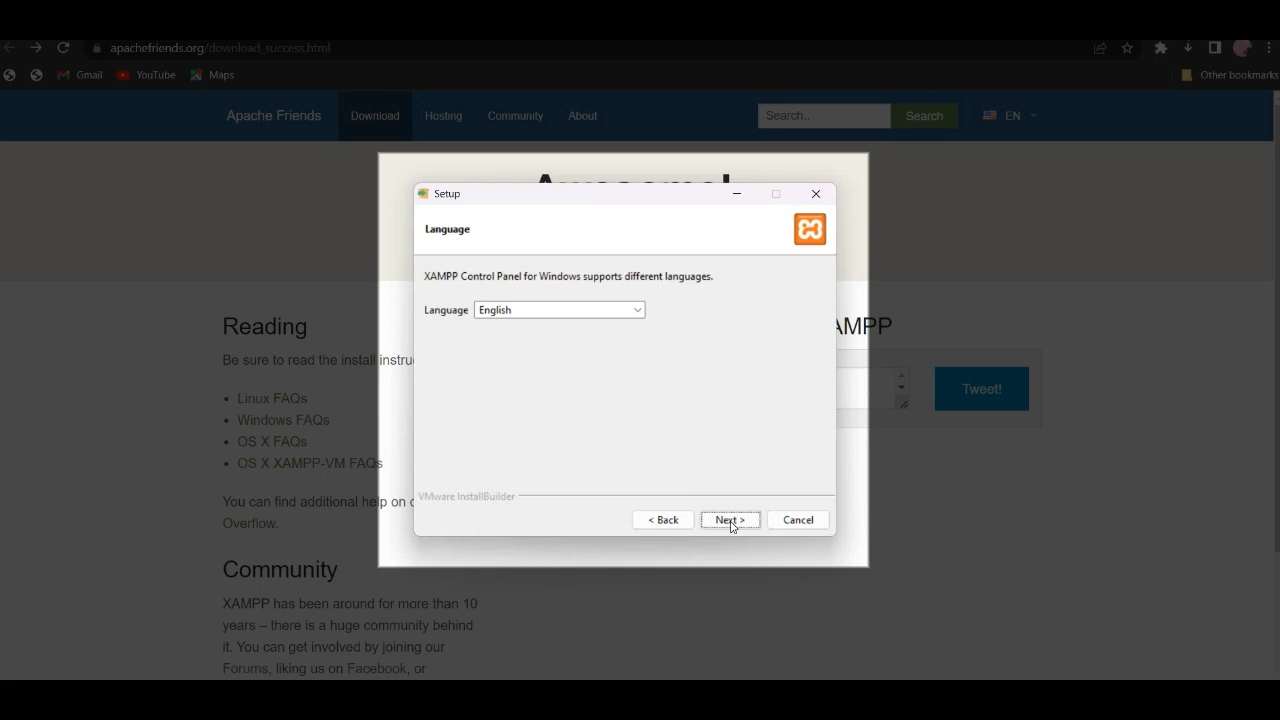 apachefriends.org/download_success.html
Gmail YouTube Maps Other bookmarks
Apache Friends Download Hosting Community About Search.. Search EN
Setup
Language
XAMPP Control Panel for Windows supports different languages.
Language English
VMware InstallBuilder
< Back Next > Cancel
Reading
Be sure to read the install instru
• Linux FAQs
• Windows FAQs
• OS X FAQs
• OS X XAMPP-VM FAQs
You can find additional help on
Overflow.
AMPP
Tweet!
Community
XAMPP has been around for more than 10
years – there is a huge community behind
it. You can get involved by joining our
Forums, liking us on Facebook, or